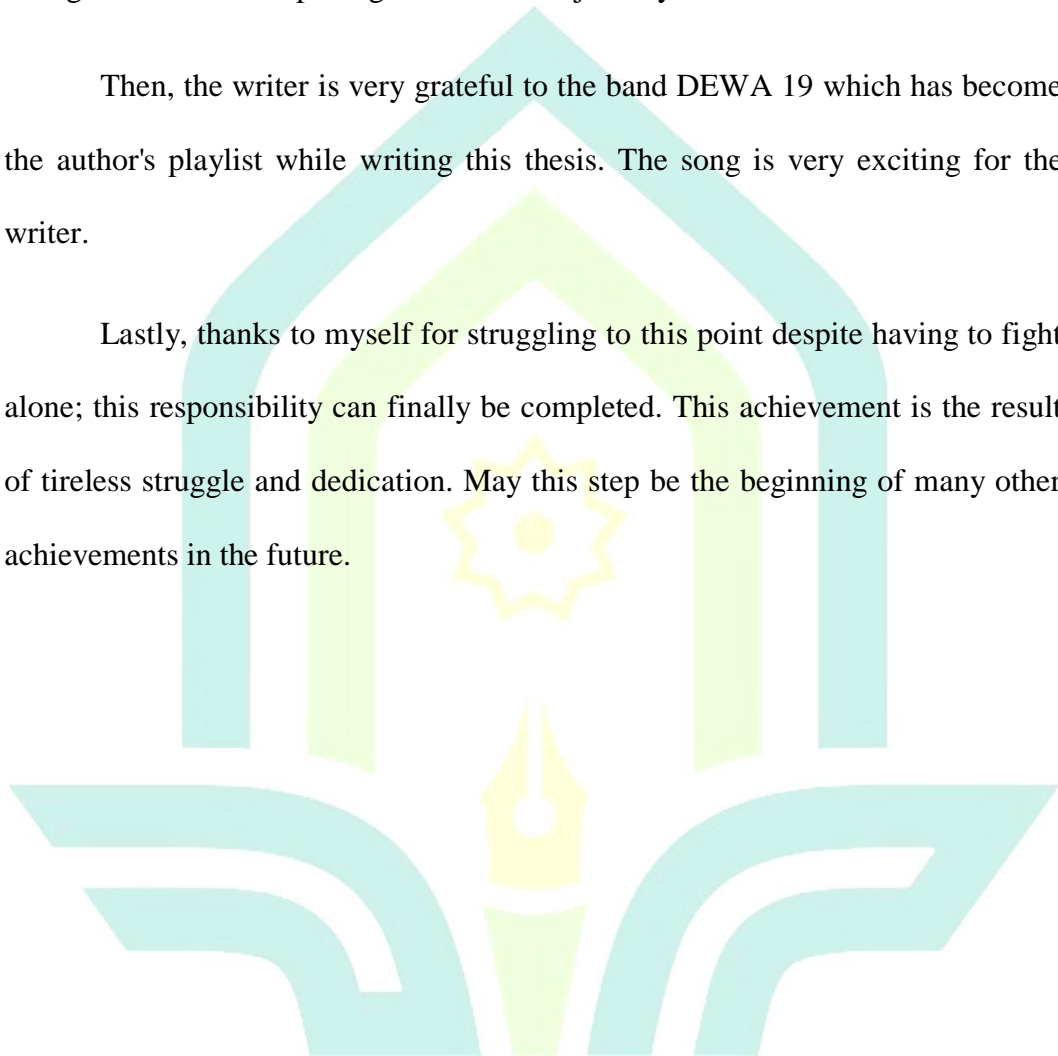 Then, the writer is very grateful to the band DEWA 19 which has become
the author's playlist while writing this thesis. The song is very exciting for the
writer.
Lastly, thanks to myself for struggling to this point despite having to fight
alone; this responsibility can finally be completed. This achievement is the result
of tireless struggle and dedication. May this step be the beginning of many other
achievements in the future.